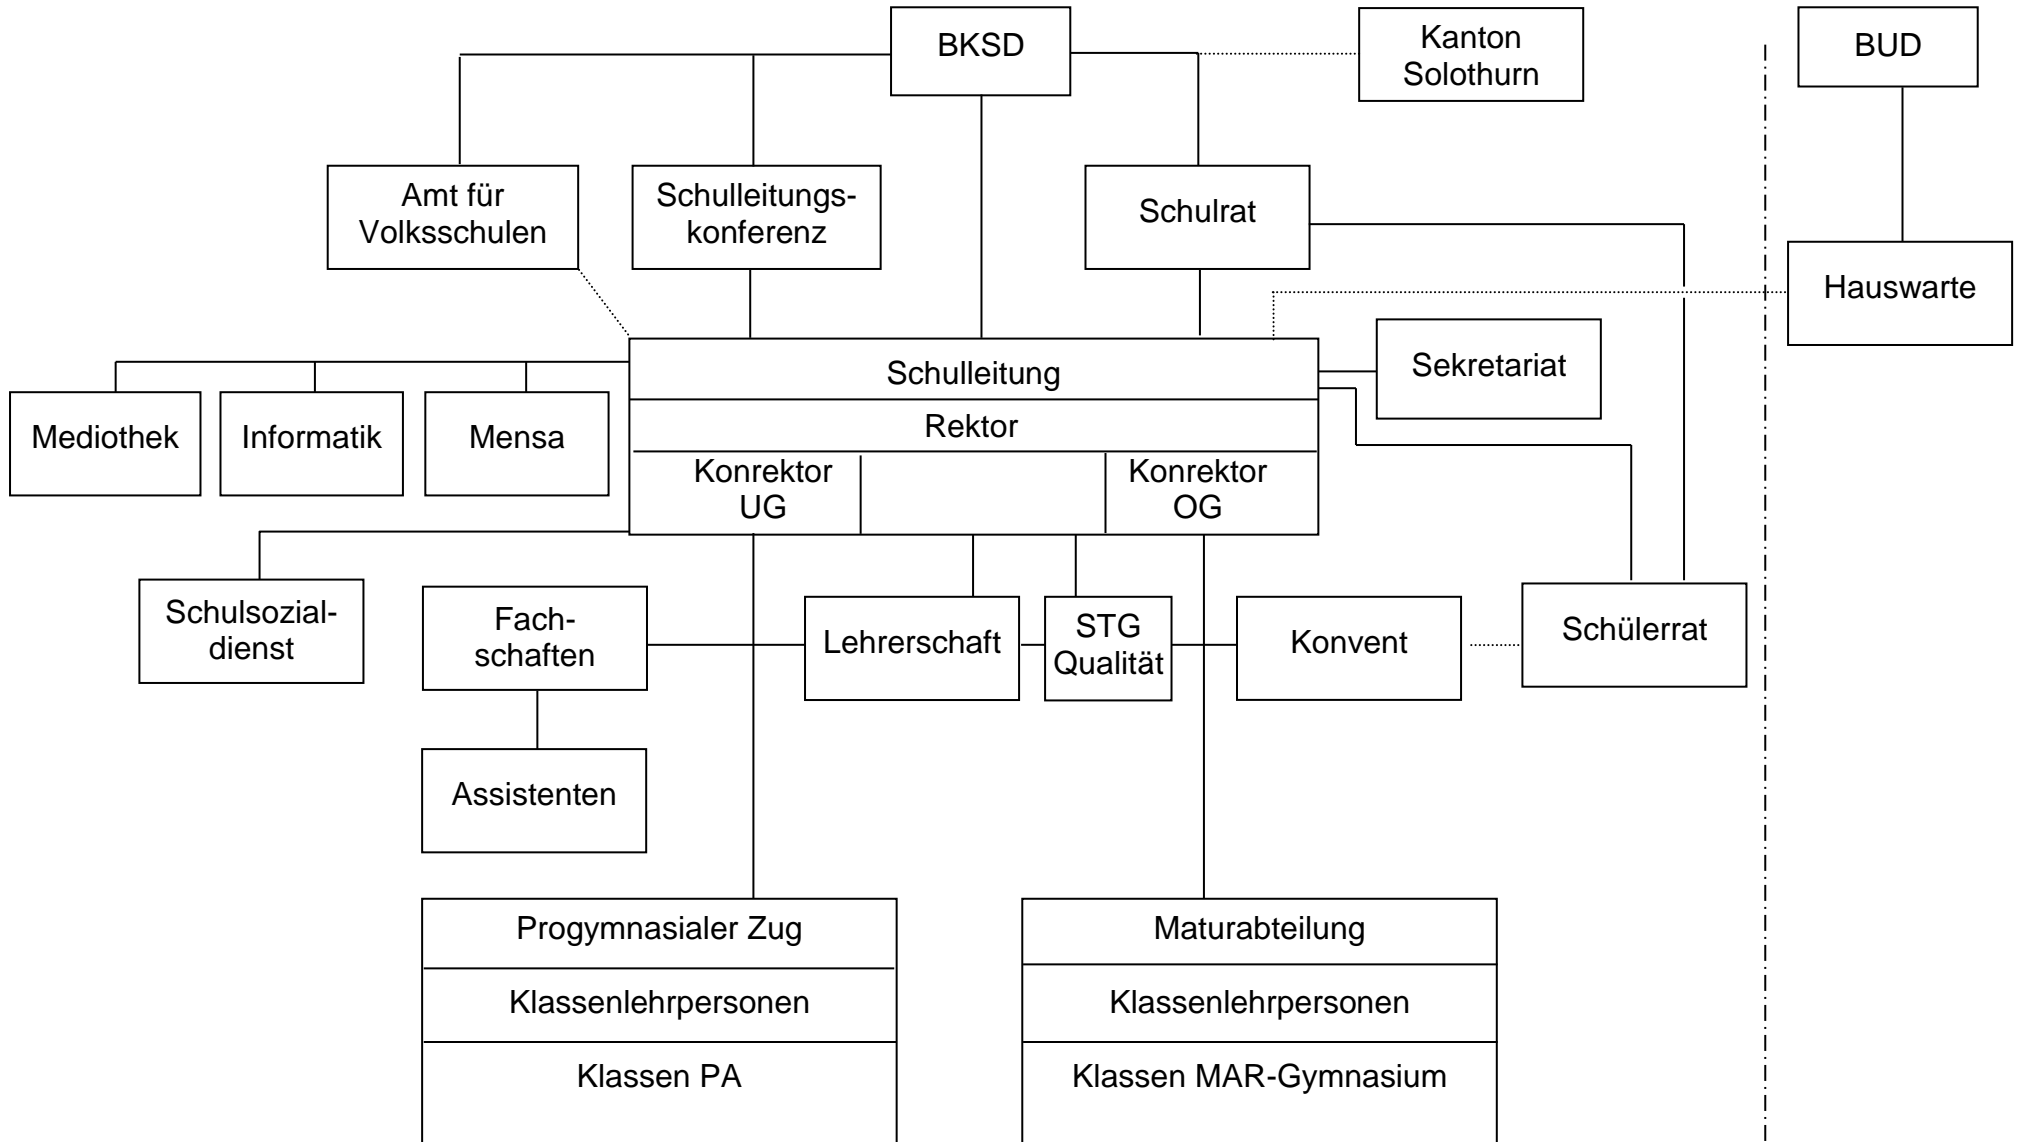 BKSD
Kanton
Solothurn
BUD
Amt für
Volksschulen
Schulleitungs-
konferenz
Schulrat
Hauswarte
Schulleitung
Sekretariat
Rektor
Mediothek
Informatik
Mensa
Konrektor
UG
Konrektor
OG
Schulsozial-
dienst
Fach-
schaften
Lehrerschaft
STG
Qualität
Konvent
Schülerrat
Assistenten
Progymnasialer Zug
Klassenlehrpersonen
Klassen PA
Maturabteilung
Klassenlehrpersonen
Klassen MAR-Gymnasium